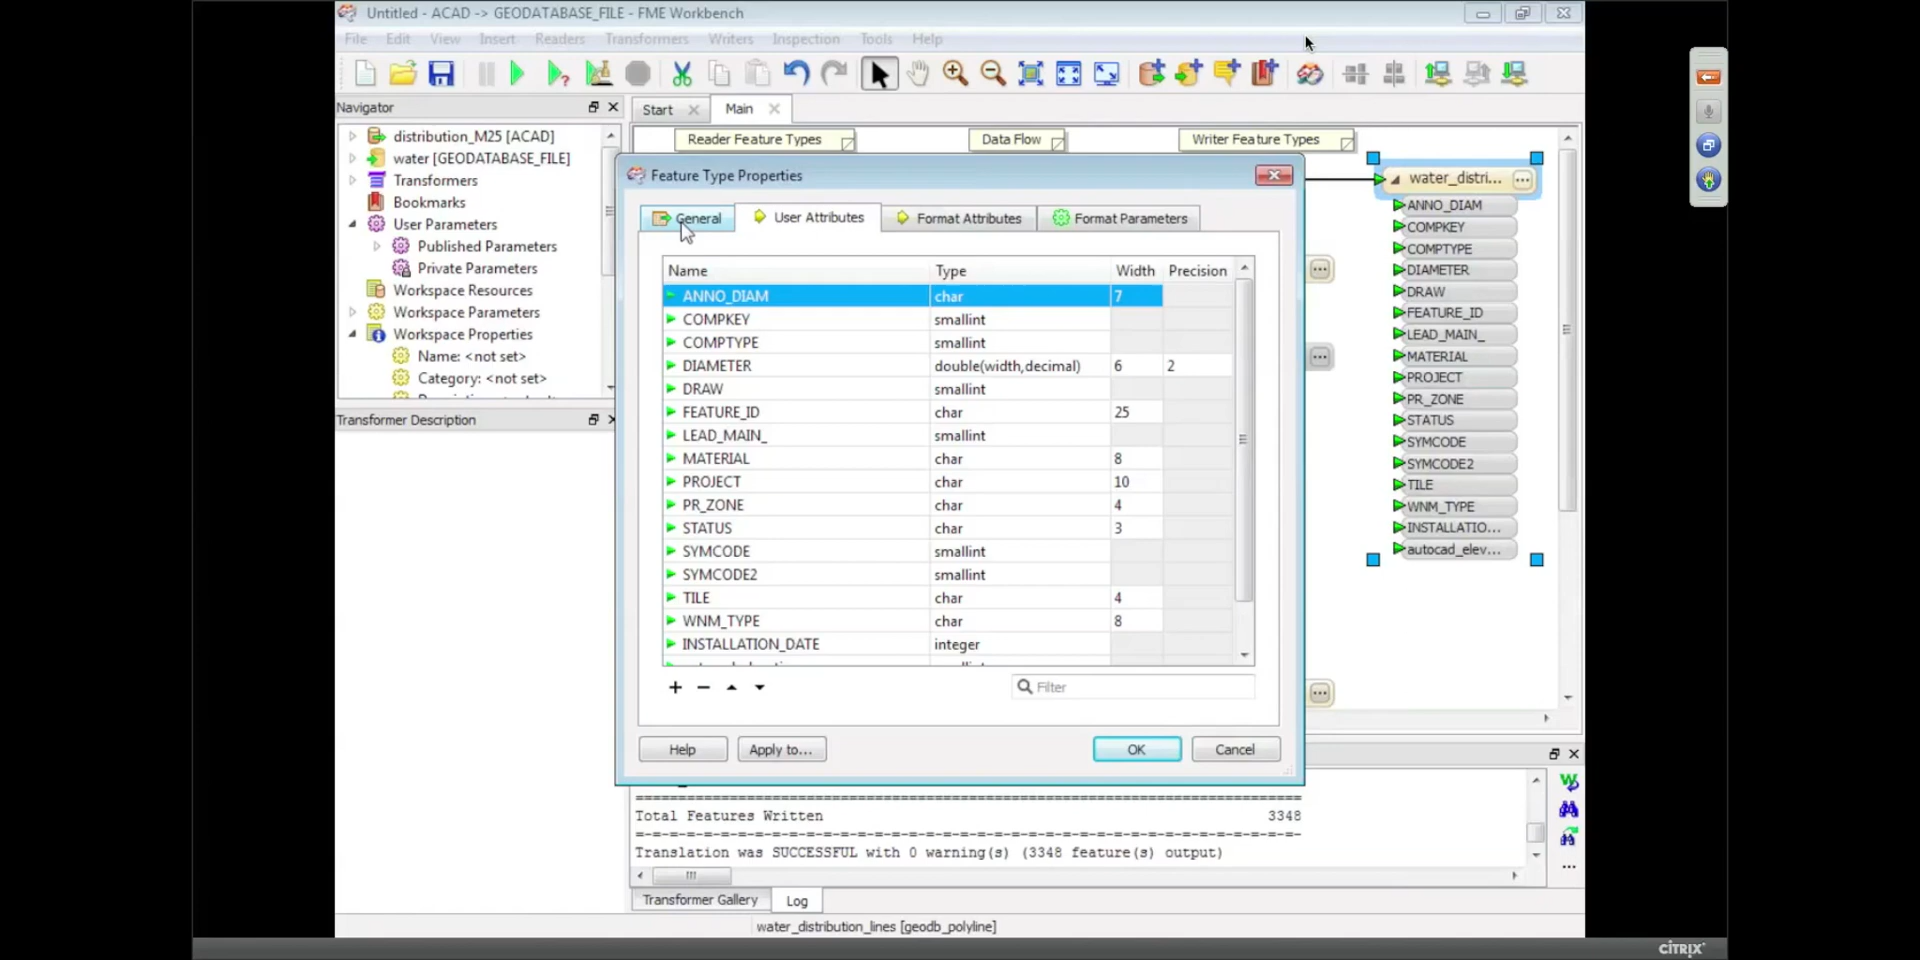 Untitled - ACAD -> GEODATABASE_FILE - FME Workbench
File Edit View Insert Readers Transformers Writers Inspection Tools Help
Navigator
distribution_M25 [ACAD]
water [GEODATABASE_FILE]
Transformers
Bookmarks
User Parameters
Published Parameters
Private Parameters
Workspace Resources
Workspace Parameters
Workspace Properties
Name: <not set>
Category: <not set>
Transformer Description
Start
Main
Reader Feature Types
Data Flow
Writer Feature Types
Feature Type Properties
General
User Attributes
Format Attributes
Format Parameters
Name Type Width Precision
ANNO_DIAM char 7
COMPKEY smallint
COMPTYPE smallint
DIAMETER double(width,decimal) 6 2
DRAW smallint
FEATURE_ID char 25
LEAD_MAIN_ smallint
MATERIAL char 8
PROJECT char 10
PR_ZONE char 4
STATUS char 3
SYMCODE smallint
SYMCODE2 smallint
TILE char 4
WNM_TYPE char 8
INSTALLATION_DATE integer
Filter
Help
Apply to...
OK
Cancel
water_distri...
ANNO_DIAM
COMPKEY
COMPTYPE
DIAMETER
DRAW
FEATURE_ID
LEAD_MAIN_
MATERIAL
PROJECT
PR_ZONE
STATUS
SYMCODE
SYMCODE2
TILE
WNM_TYPE
INSTALLATIO...
autocad_elev...
==============================================================================
Total Features Written 3348
=-=-=-=-=-=-=-=-=-=-=-=-=-=-=-=-=-=-=-=-=-=-=-=-=-=-=-=-=-=-=-=-=-=-=-=-=-=-=-
Translation was SUCCESSFUL with 0 warning(s) (3348 feature(s) output)
Transformer Gallery
Log
water_distribution_lines [geodb_polyline]
CITRIX